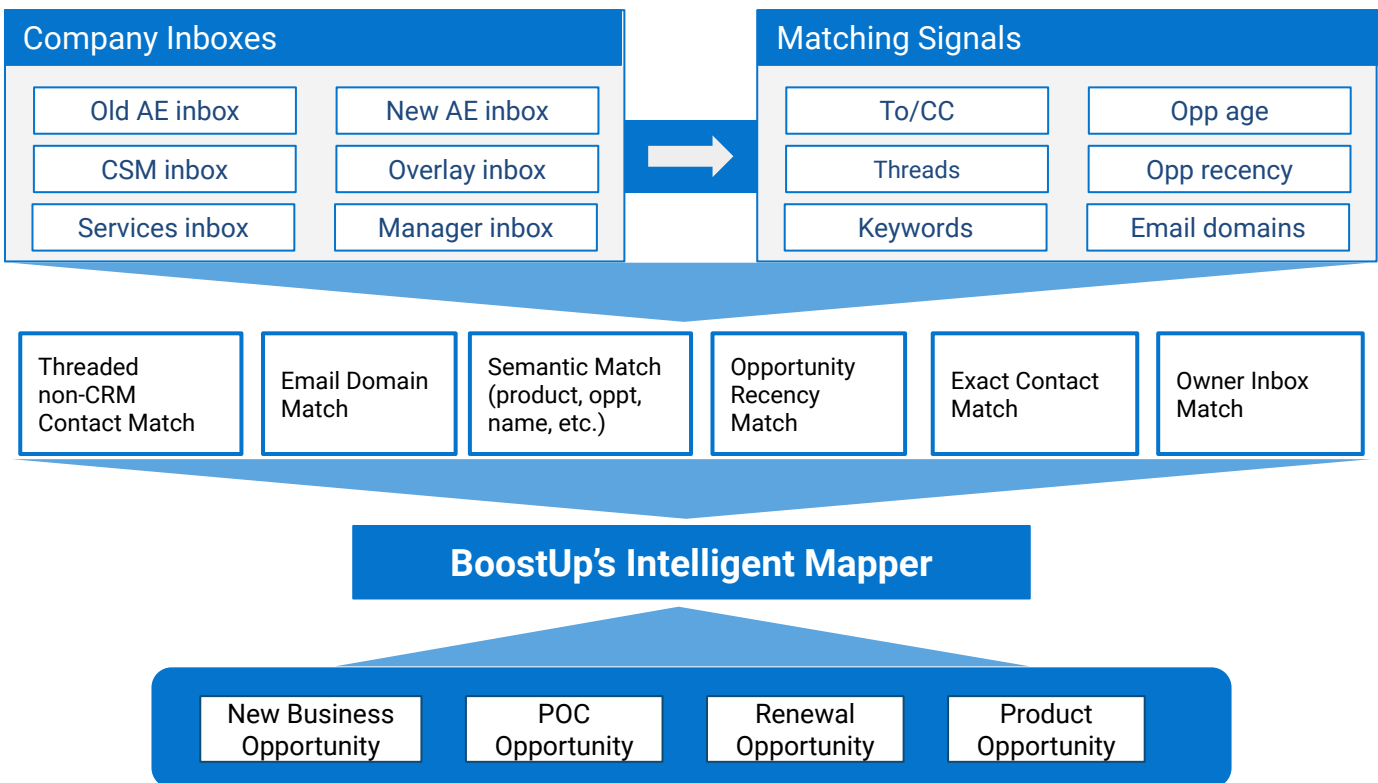 Company Inboxes
Matching Signals
Old AE inbox
New AE inbox
CSM inbox
Overlay inbox
Services inbox
Manager inbox
To/CC
Opp age
Threads
Opp recency
Keywords
Email domains
Threaded
non-CRM
Contact Match
Email Domain
Match
Semantic Match
(product, oppt,
name, etc.)
Opportunity
Recency
Match
Exact Contact
Match
Owner Inbox
Match
BoostUp’s Intelligent Mapper
New Business
Opportunity
POC
Opportunity
Renewal
Opportunity
Product
Opportunity